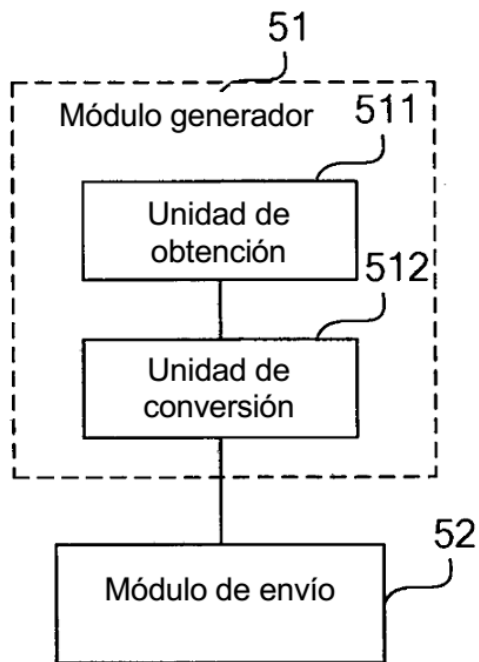 51
Módulo generador
511
Unidad de
obtención
512
Unidad de
conversión
52
Módulo de envío